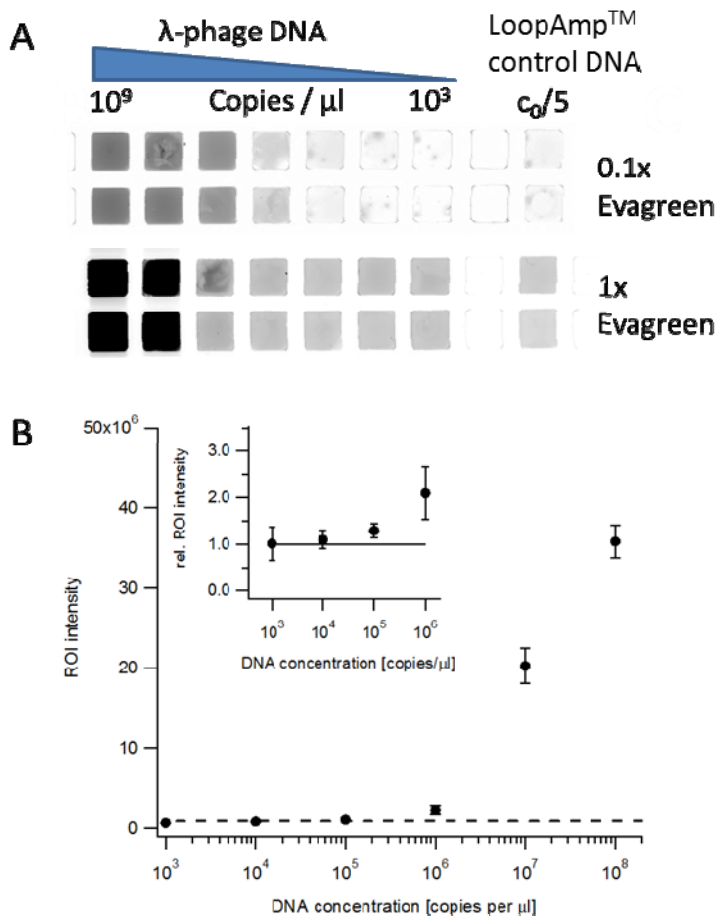 A
λ-phage DNA
LoopAmp™
control DNA
10⁹ Copies / µl 10³ c₀/5
0.1x
Evagreen
1x
Evagreen
B
50x10⁶
40
30
20
10
0
ROI intensity
10³ 10⁴ 10⁵ 10⁶ 10⁷ 10⁸
DNA concentration [copies per µl]
3.0
2.0
1.0
0.0
rel. ROI intensity
10³ 10⁴ 10⁵ 10⁶
DNA concentration [copies/µl]